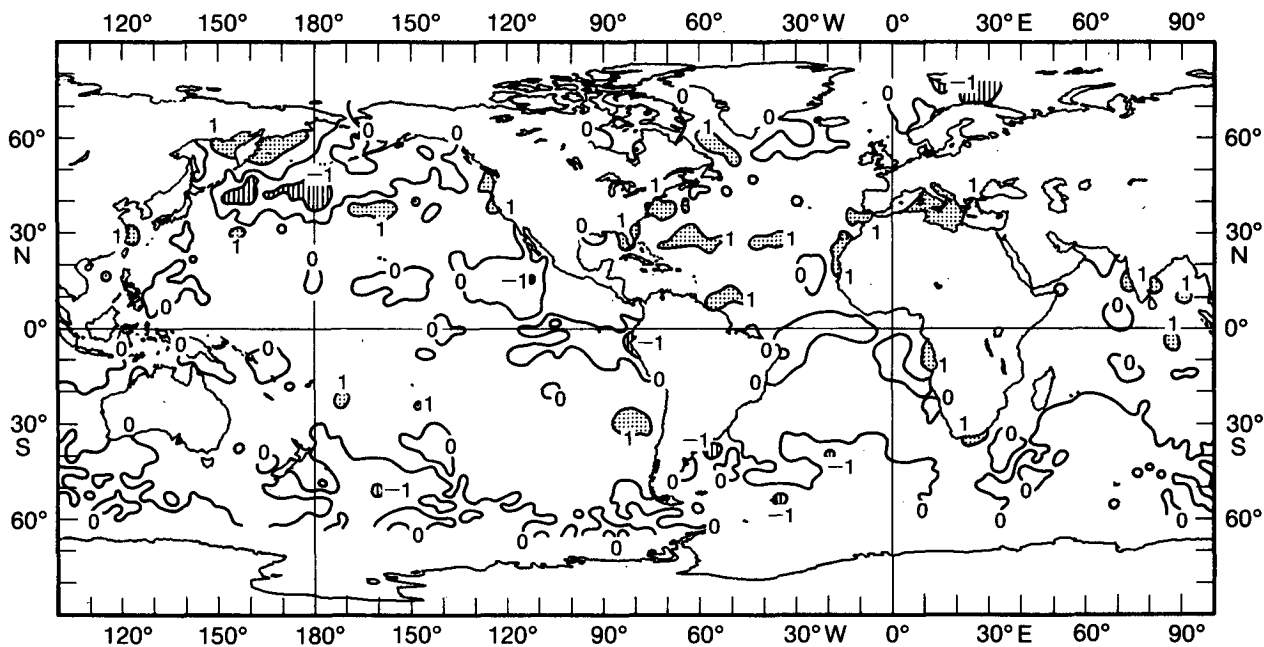 120° 150° 180° 150° 120° 90° 60° 30°W 0° 30°E 60° 90°
0 0 -1
1 0 0 1 0
60° 60°
-1
1 1
1 1 1
30° 1 1 0 1 1 30°
N 0 0 1 N
0 -1 1 1 1
0 1 0
0° 0 0°
0 0 0 -1 0 1
0 1 0
1 0 0
1
30° 0 1 1 0 30°
S 0 0 -1 S
-1 0 0 -1 0
0 0 -1 0 0 0
60° 0 0 0 60°
120° 150° 180° 150° 120° 90° 60° 30°W 0° 30°E 60° 90°